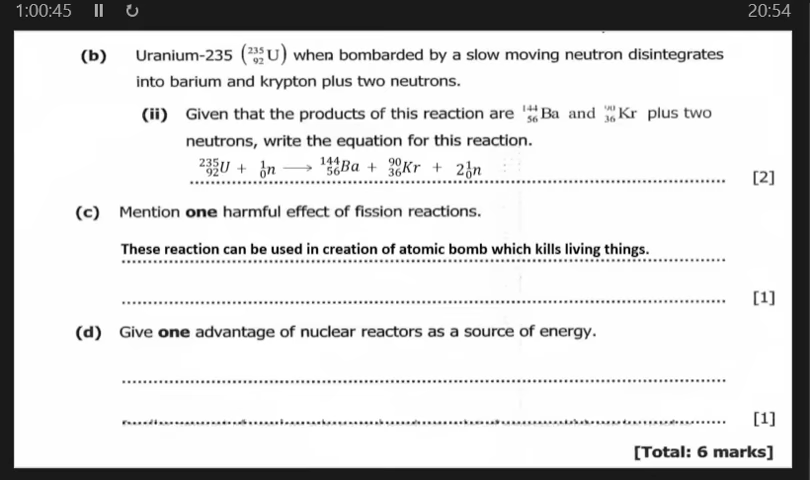 1:00:45 20:54
(b) Uranium-235 (²³⁵₉₂U) when bombarded by a slow moving neutron disintegrates
into barium and krypton plus two neutrons.
(ii) Given that the products of this reaction are ¹⁴⁴₅₆Ba and ⁹⁰₃₆Kr plus two
neutrons, write the equation for this reaction.
²³⁵₉₂U + ¹₀n ⟶ ¹⁴⁴₅₆Ba + ⁹⁰₃₆Kr + 2¹₀n [2]
(c) Mention one harmful effect of fission reactions.
These reaction can be used in creation of atomic bomb which kills living things.
[1]
(d) Give one advantage of nuclear reactors as a source of energy.
[1]
[Total: 6 marks]